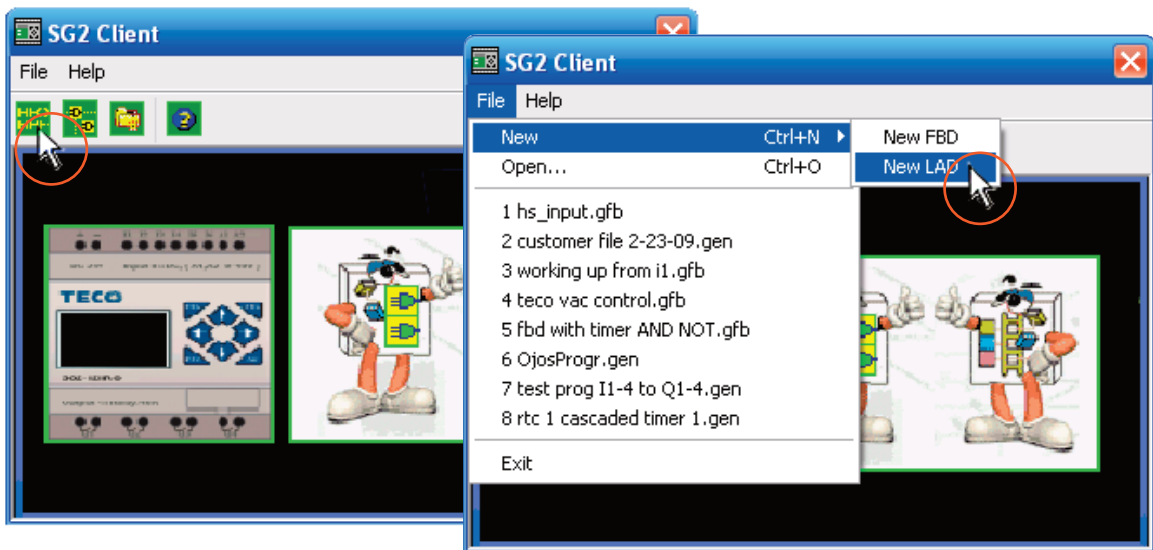 SG2 Client
File Help
TECO
SG2 Client
File Help
New Ctrl+N
Open... Ctrl+O
1 hs_input.gfb
2 customer file 2-23-09.gen
3 working up from i1.gfb
4 teco vac control.gfb
5 fbd with timer AND NOT.gfb
6 OjosProgr.gen
7 test prog I1-4 to Q1-4.gen
8 rtc 1 cascaded timer 1.gen
Exit
New FBD
New LAD